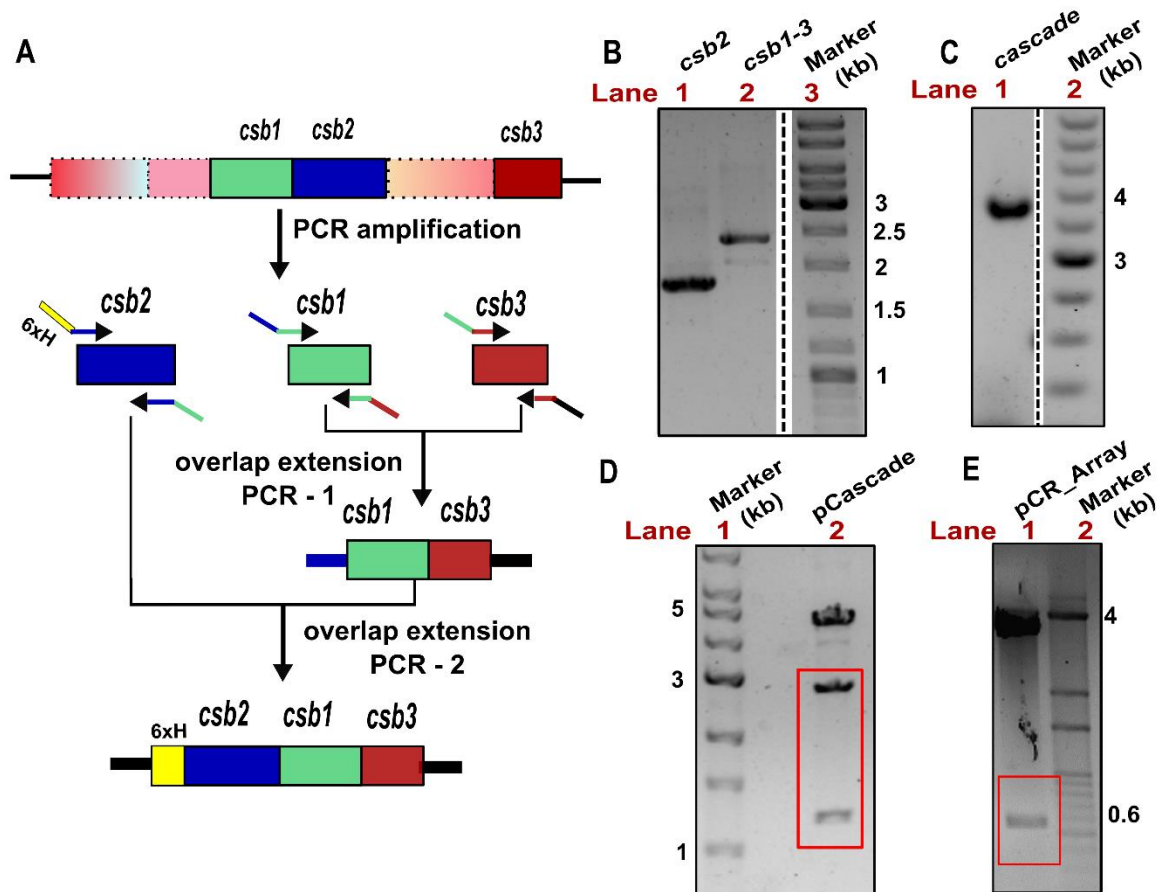 A
csb1
csb2
csb3
PCR amplification
6xH
csb2
csb1
csb3
overlap extension
PCR - 1
csb1
csb3
overlap extension
PCR - 2
6xH
csb2
csb1
csb3
B
csb2
csb1-3
Marker
(kb)
Lane 1 2 3
3
2.5
2
1.5
1
C
cascade
Marker
(kb)
Lane 1 2
4
3
D
Marker
(kb)
pCascade
Lane 1 2
5
3
1
E
pCR_Array
Marker
(kb)
Lane 1 2
4
0.6